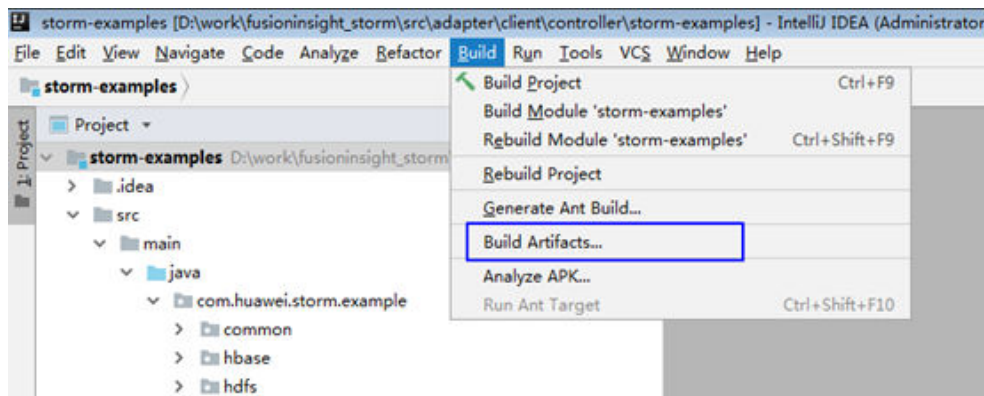 storm-examples [D:\work\fusioninsight_storm\src\adapter\client\controller\storm-examples] - IntelliJ IDEA (Administrator
File Edit View Navigate Code Analyze Refactor Build Run Tools VCS Window Help
storm-examples
Build Project Ctrl+F9
Build Module 'storm-examples'
Rebuild Module 'storm-examples' Ctrl+Shift+F9
Rebuild Project
Generate Ant Build...
Build Artifacts...
Analyze APK...
Run Ant Target Ctrl+Shift+F10
1: Project
Project
storm-examples D:\work\fusioninsight_storm
.idea
src
main
java
com.huawei.storm.example
common
hbase
hdfs